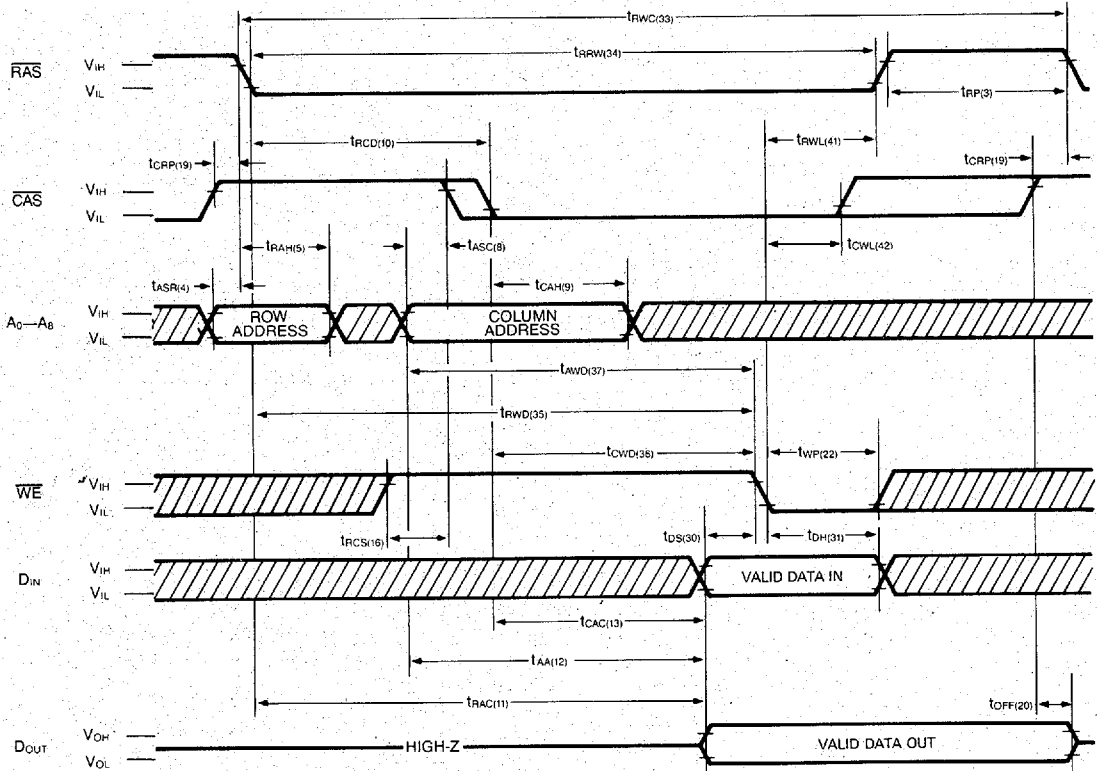 tRWC(33)
tRRW(34)
RAS
VIH
VIL
tRP(3)
tRCD(10)
tRWL(41)
tCRP(19)
tCRP(19)
CAS
VIH
VIL
tRAH(5)
tASC(8)
tCWL(42)
tASR(4)
tCAH(9)
A0—A8
VIH
VIL
ROW
ADDRESS
COLUMN
ADDRESS
tAWD(37)
tRWD(35)
tCWD(36)
tWP(22)
WE
VIH
VIL
tRCS(16)
tDS(30)
tDH(31)
DIN
VIH
VIL
VALID DATA IN
tCAC(13)
tAA(12)
tRAC(11)
tOFF(20)
DOUT
VOH
VOL
HIGH-Z
VALID DATA OUT